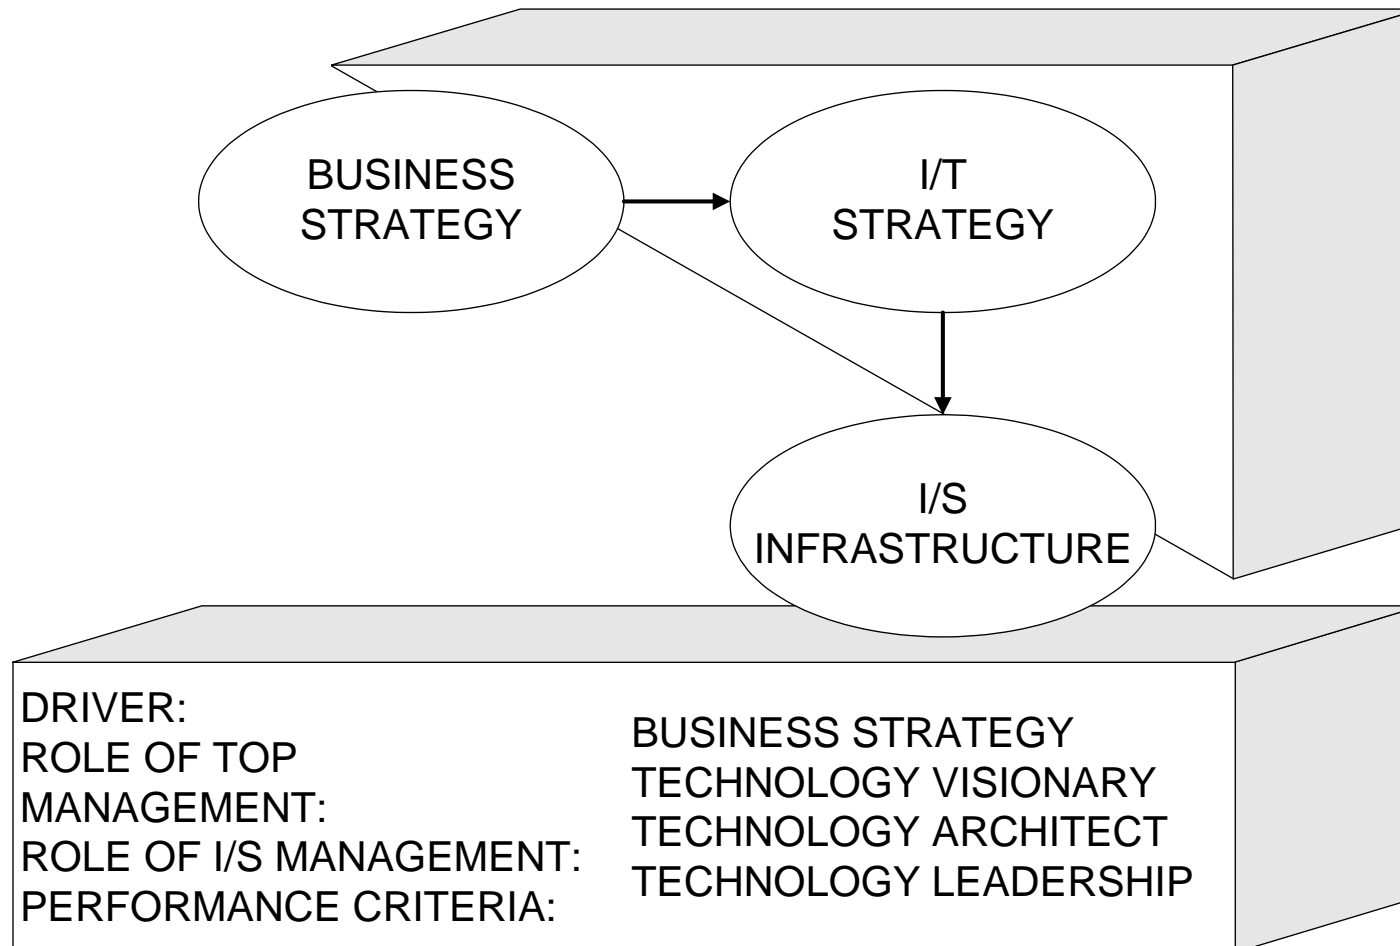 BUSINESS
STRATEGY
I/T
STRATEGY
I/S
INFRASTRUCTURE
DRIVER:
ROLE OF TOP
MANAGEMENT:
ROLE OF I/S MANAGEMENT:
PERFORMANCE CRITERIA:
BUSINESS STRATEGY
TECHNOLOGY VISIONARY
TECHNOLOGY ARCHITECT
TECHNOLOGY LEADERSHIP